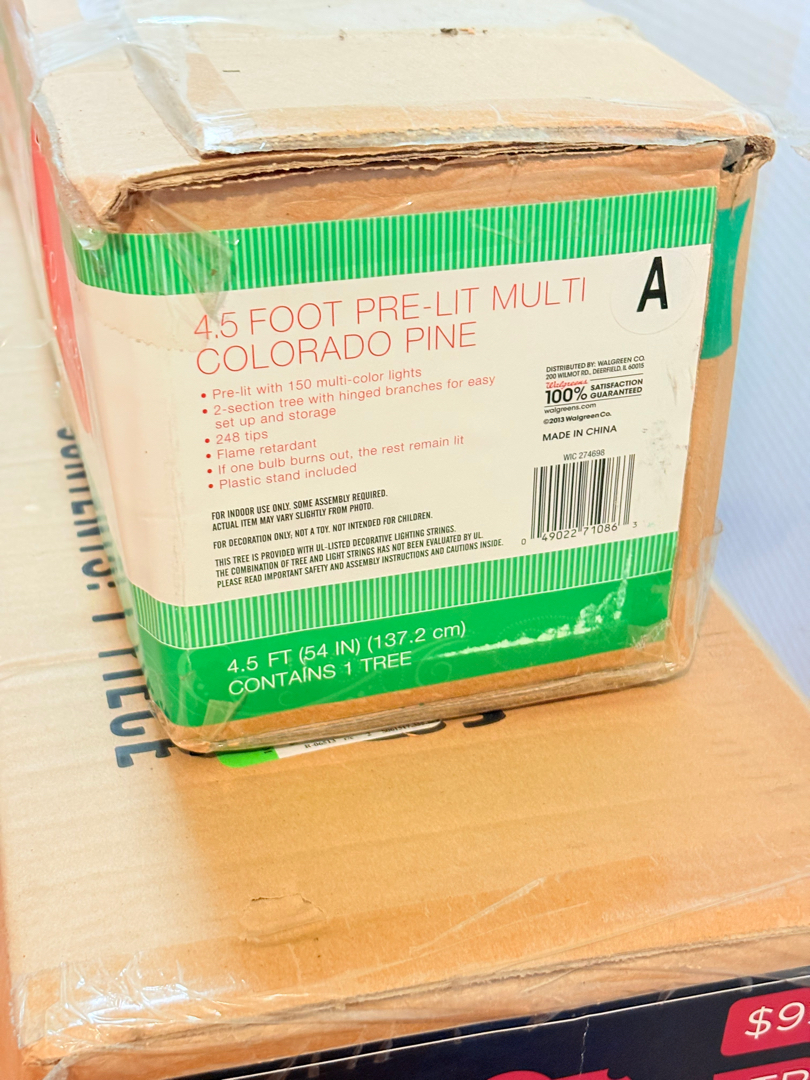 4.5 FOOT PRE-LIT MULTI
COLORADO PINE
A
• Pre-lit with 150 multi-color lights
• 2-section tree with hinged branches for easy
set up and storage
• 248 tips
• Flame retardant
• If one bulb burns out, the rest remain lit
• Plastic stand included
FOR INDOOR USE ONLY. SOME ASSEMBLY REQUIRED.
ACTUAL ITEM MAY VARY SLIGHTLY FROM PHOTO.
FOR DECORATION ONLY; NOT A TOY. NOT INTENDED FOR CHILDREN.
THIS TREE IS PROVIDED WITH UL-LISTED DECORATIVE LIGHTING STRINGS.
THE COMBINATION OF TREE AND LIGHT STRINGS HAS NOT BEEN EVALUATED BY UL.
PLEASE READ IMPORTANT SAFETY AND ASSEMBLY INSTRUCTIONS AND CAUTIONS INSIDE.
DISTRIBUTED BY: WALGREEN CO.
200 WILMOT RD., DEERFIELD, IL 60015
Walgreens
100% SATISFACTION
GUARANTEED
walgreens.com
©2013 Walgreen Co.
MADE IN CHINA
WIC 274698
0 49022 71086 3
4.5 FT (54 IN) (137.2 cm)
CONTAINS 1 TREE
CONTENTS: 1 PIECE
$9